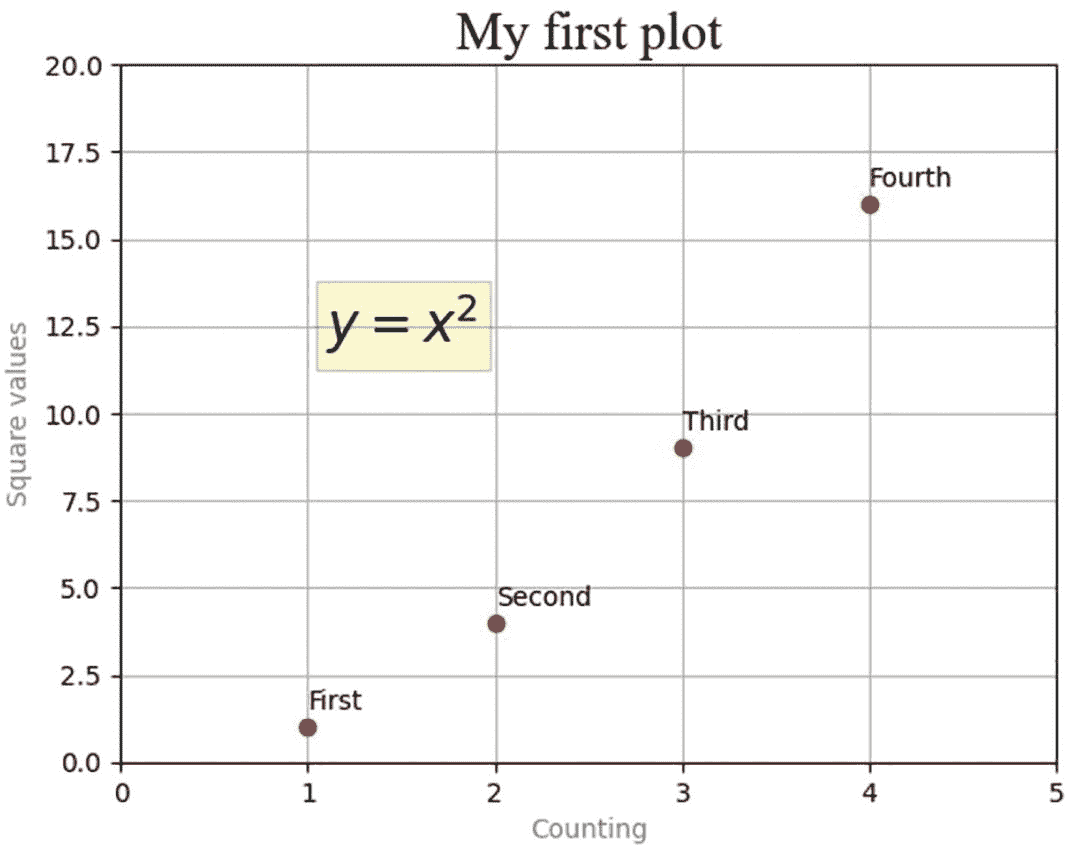 My first plot
20.0
17.5
Fourth
15.0
y = x²
12.5
Square values
10.0
Third
7.5
5.0
Second
2.5
First
0.0
0 1 2 3 4 5
Counting